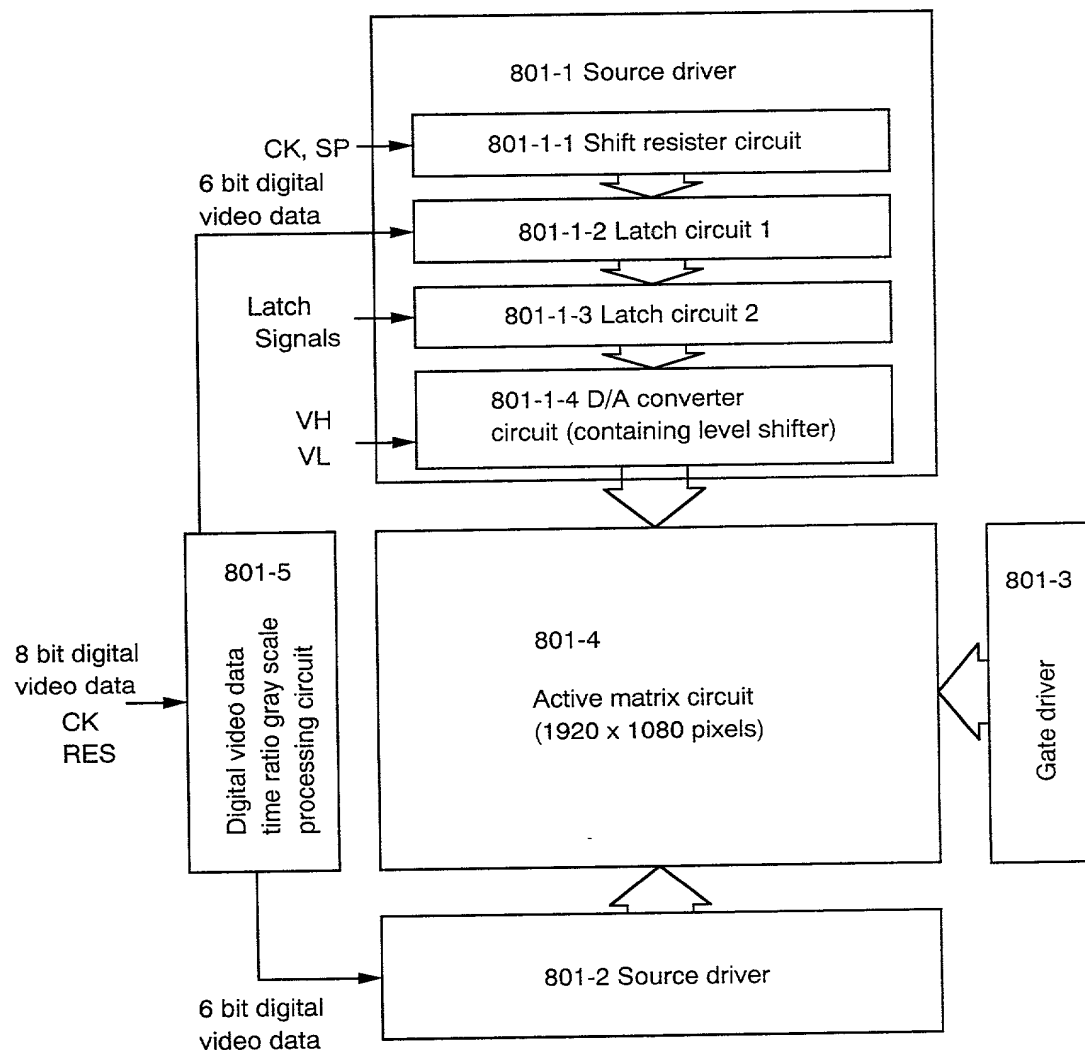 801-1 Source driver
CK, SP
801-1-1 Shift resister circuit
6 bit digital
video data
801-1-2 Latch circuit 1
Latch
Signals
801-1-3 Latch circuit 2
VH
VL
801-1-4 D/A converter
circuit (containing level shifter)
801-5
Digital video data
time ratio gray scale
processing circuit
8 bit digital
video data
CK
RES
801-4
Active matrix circuit
(1920 x 1080 pixels)
801-3
Gate driver
801-2 Source driver
6 bit digital
video data